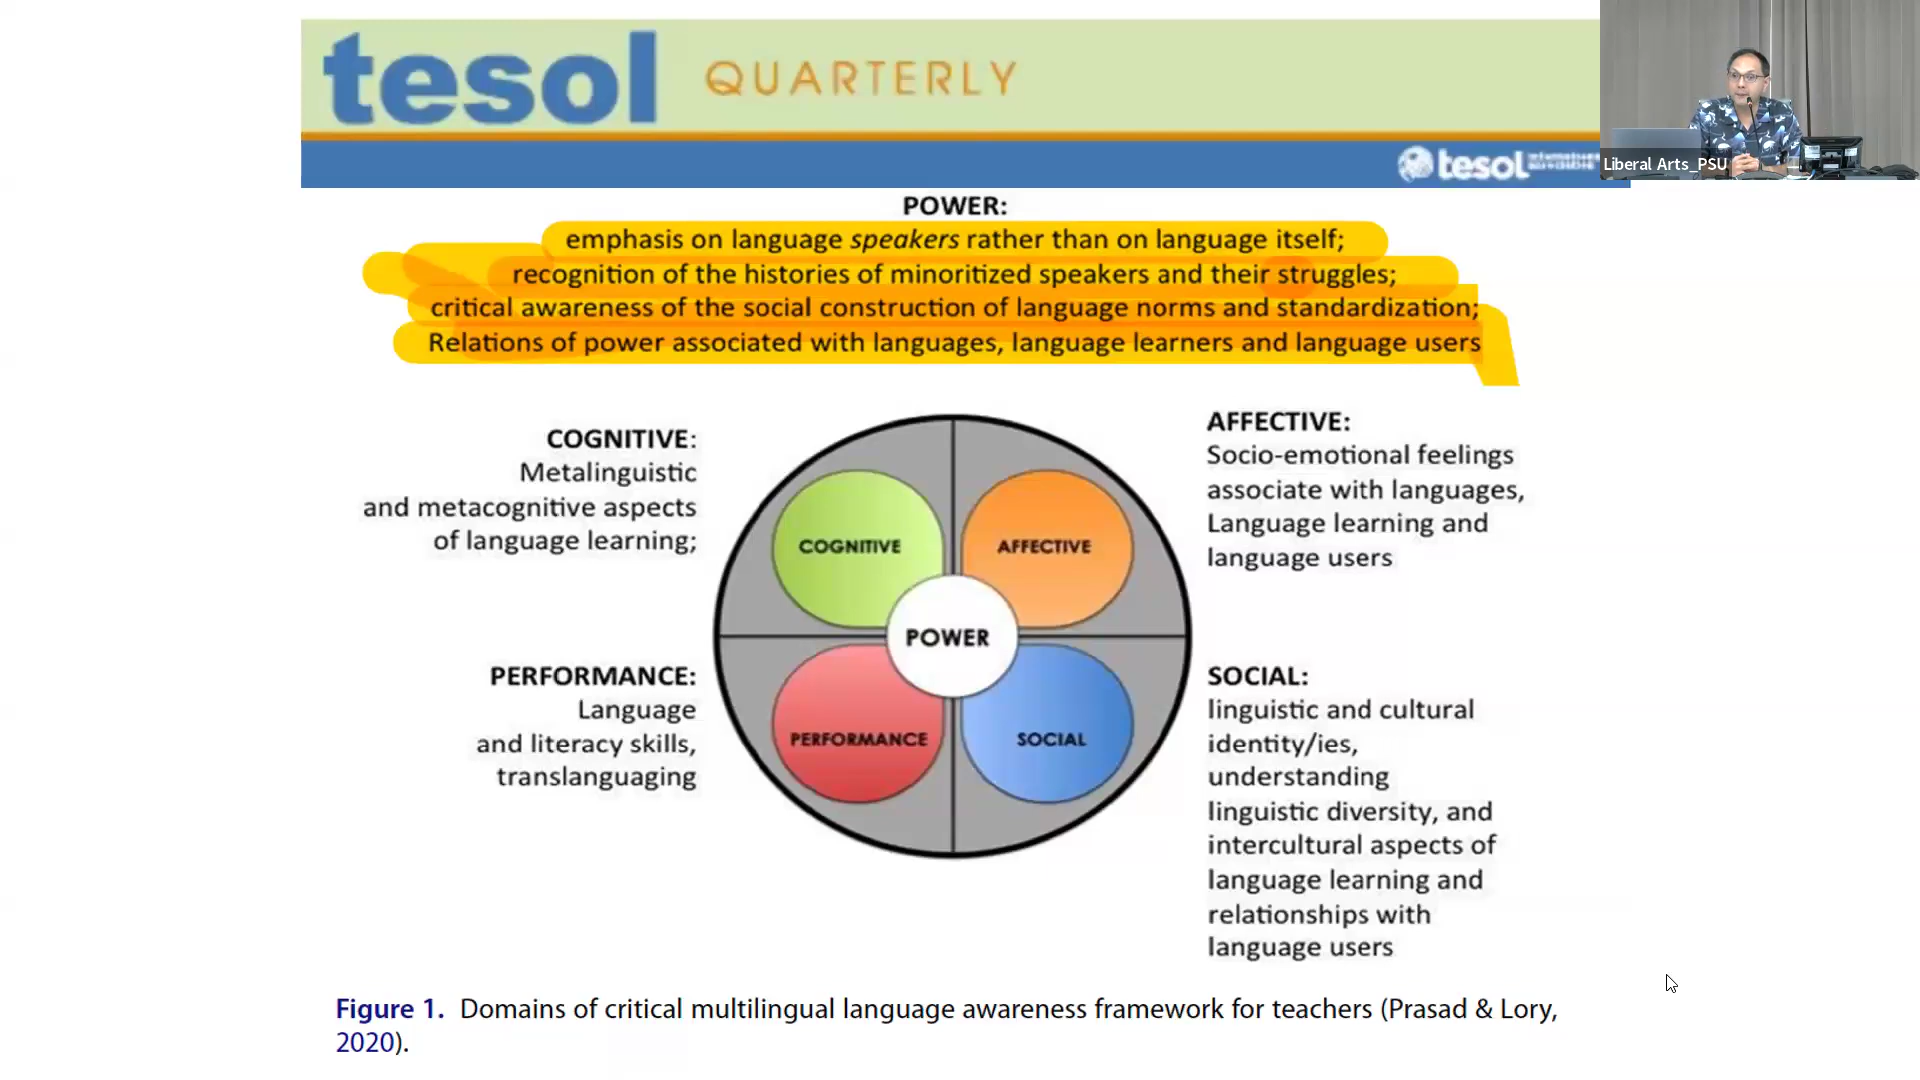 tesol QUARTERLY
tesol
Liberal Arts_PSU
POWER:
emphasis on language speakers rather than on language itself;
recognition of the histories of minoritized speakers and their struggles;
critical awareness of the social construction of language norms and standardization;
Relations of power associated with languages, language learners and language users
COGNITIVE:
Metalinguistic
and metacognitive aspects
of language learning;
AFFECTIVE:
Socio-emotional feelings
associate with languages,
Language learning and
language users
COGNITIVE
AFFECTIVE
POWER
PERFORMANCE
SOCIAL
PERFORMANCE:
Language
and literacy skills,
translanguaging
SOCIAL:
linguistic and cultural
identity/ies,
understanding
linguistic diversity, and
intercultural aspects of
language learning and
relationships with
language users
Figure 1. Domains of critical multilingual language awareness framework for teachers (Prasad & Lory,
2020).